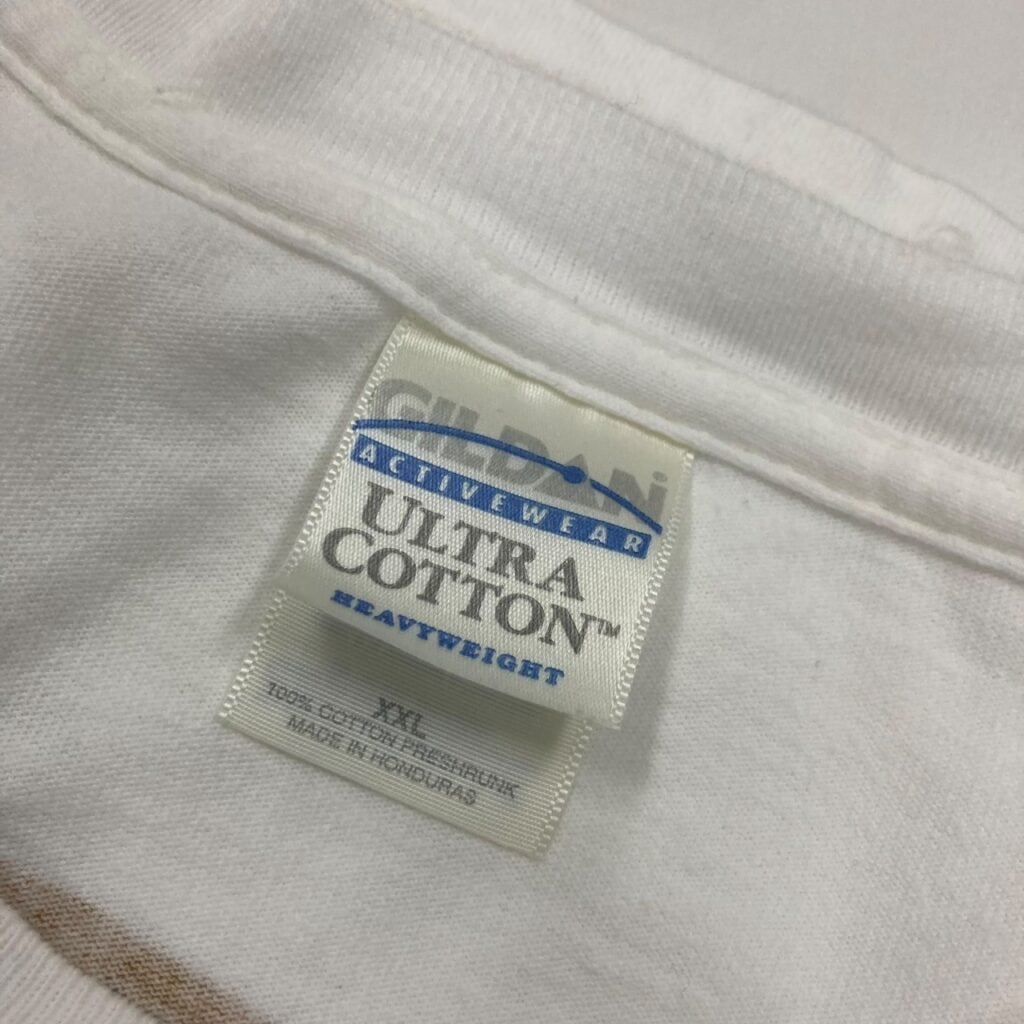 GILDAN
ACTIVEWEAR
ULTRA
COTTON™
HEAVYWEIGHT
XXL
100% COTTON PRESHRUNK
MADE IN HONDURAS